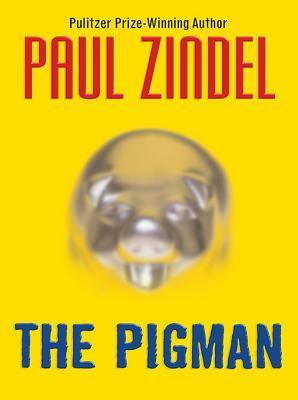 Pulitzer Prize-Winning Author
PAUL ZINDEL
THE PIGMAN